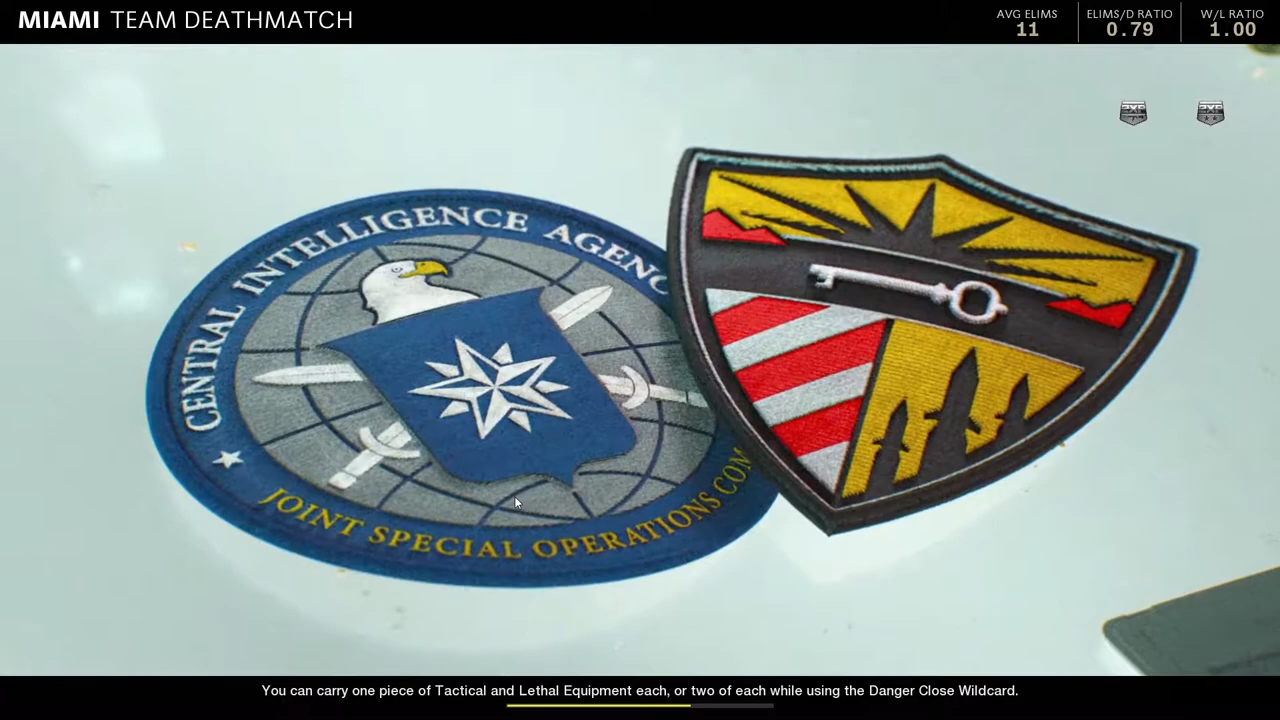 MIAMI TEAM DEATHMATCH
AVG ELIMS
11
ELIMS/D RATIO
0.79
W/L RATIO
1.00
2XP
2XP
CENTRAL INTELLIGENCE AGENC
JOINT SPECIAL OPERATIONS COM
You can carry one piece of Tactical and Lethal Equipment each, or two of each while using the Danger Close Wildcard.